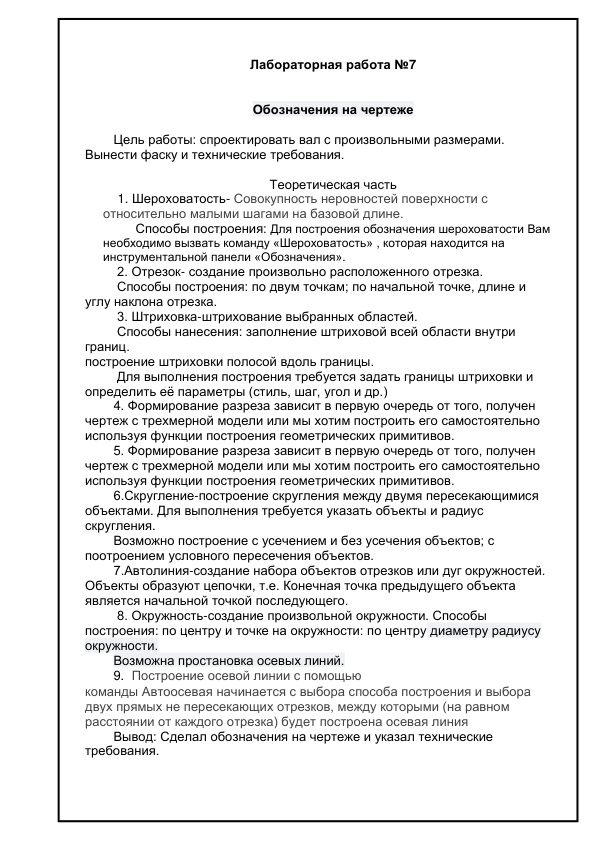 Лабораторная работа №7
Обозначения на чертеже
Цель работы: спроектировать вал с произвольными размерами.
Вынести фаску и технические требования.
Теоретическая часть
1. Шероховатость- Совокупность неровностей поверхности с
относительно малыми шагами на базовой длине.
Способы построения: Для построения обозначения шероховатости Вам
необходимо вызвать команду «Шероховатость» , которая находится на
инструментальной панели «Обозначения».
2. Отрезок- создание произвольно расположенного отрезка.
Способы построения: по двум точкам; по начальной точке, длине и
углу наклона отрезка.
3. Штриховка-штрихование выбранных областей.
Способы нанесения: заполнение штриховой всей области внутри
границ.
построение штриховки полосой вдоль границы.
Для выполнения построения требуется задать границы штриховки и
определить её параметры (стиль, шаг, угол и др.)
4. Формирование разреза зависит в первую очередь от того, получен
чертеж с трехмерной модели или мы хотим построить его самостоятельно
используя функции построения геометрических примитивов.
5. Формирование разреза зависит в первую очередь от того, получен
чертеж с трехмерной модели или мы хотим построить его самостоятельно
используя функции построения геометрических примитивов.
6.Скругление-построение скругления между двумя пересекающимися
объектами. Для выполнения требуется указать объекты и радиус
скругления.
Возможно построение с усечением и без усечения объектов; с
поотроением условного пересечения объектов.
7.Автолиния-создание набора объектов отрезков или дуг окружностей.
Объекты образуют цепочки, т.е. Конечная точка предыдущего объекта
является начальной точкой последующего.
8. Окружность-создание произвольной окружности. Способы
построения: по центру и точке на окружности: по центру диаметру радиусу
окружности.
Возможна простановка осевых линий.
9. Построение осевой линии с помощью
команды Автоосевая начинается с выбора способа построения и выбора
двух прямых не пересекающих отрезков, между которыми (на равном
расстоянии от каждого отрезка) будет построена осевая линия
Вывод: Сделал обозначения на чертеже и указал технические
требования.